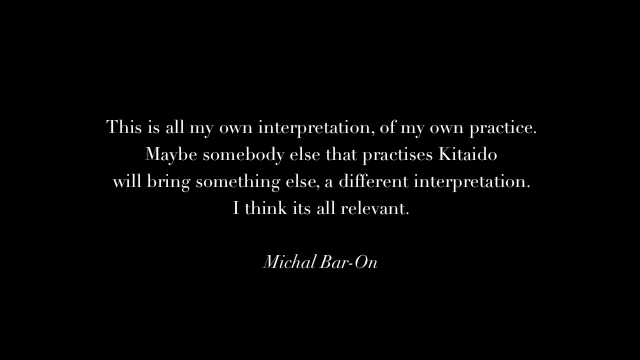 This is all my own interpretation, of my own practice.
Maybe somebody else that practises Kitaido
will bring something else, a different interpretation.
I think its all relevant.
Michal Bar-On